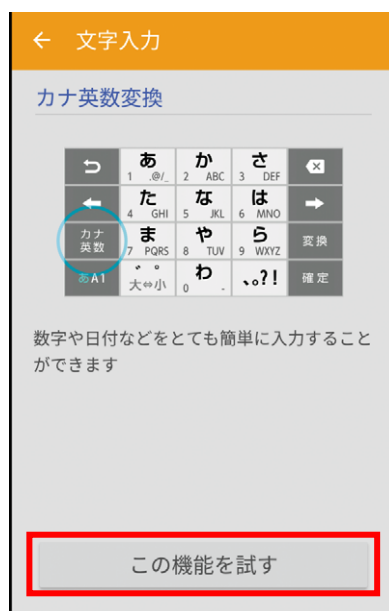 ← 文字入力
カナ英数変換
あ か さ
1 .@/_ 2 ABC 3 DEF
← た な は →
4 GHI 5 JKL 6 MNO
カナ英数 ま や ら 変換
7 PQRS 8 TUV 9 WXYZ
あA1 ゛゜大⇔小 わ 、。?! 確定
0 -
数字や日付などをとても簡単に入力すること
ができます
この機能を試す